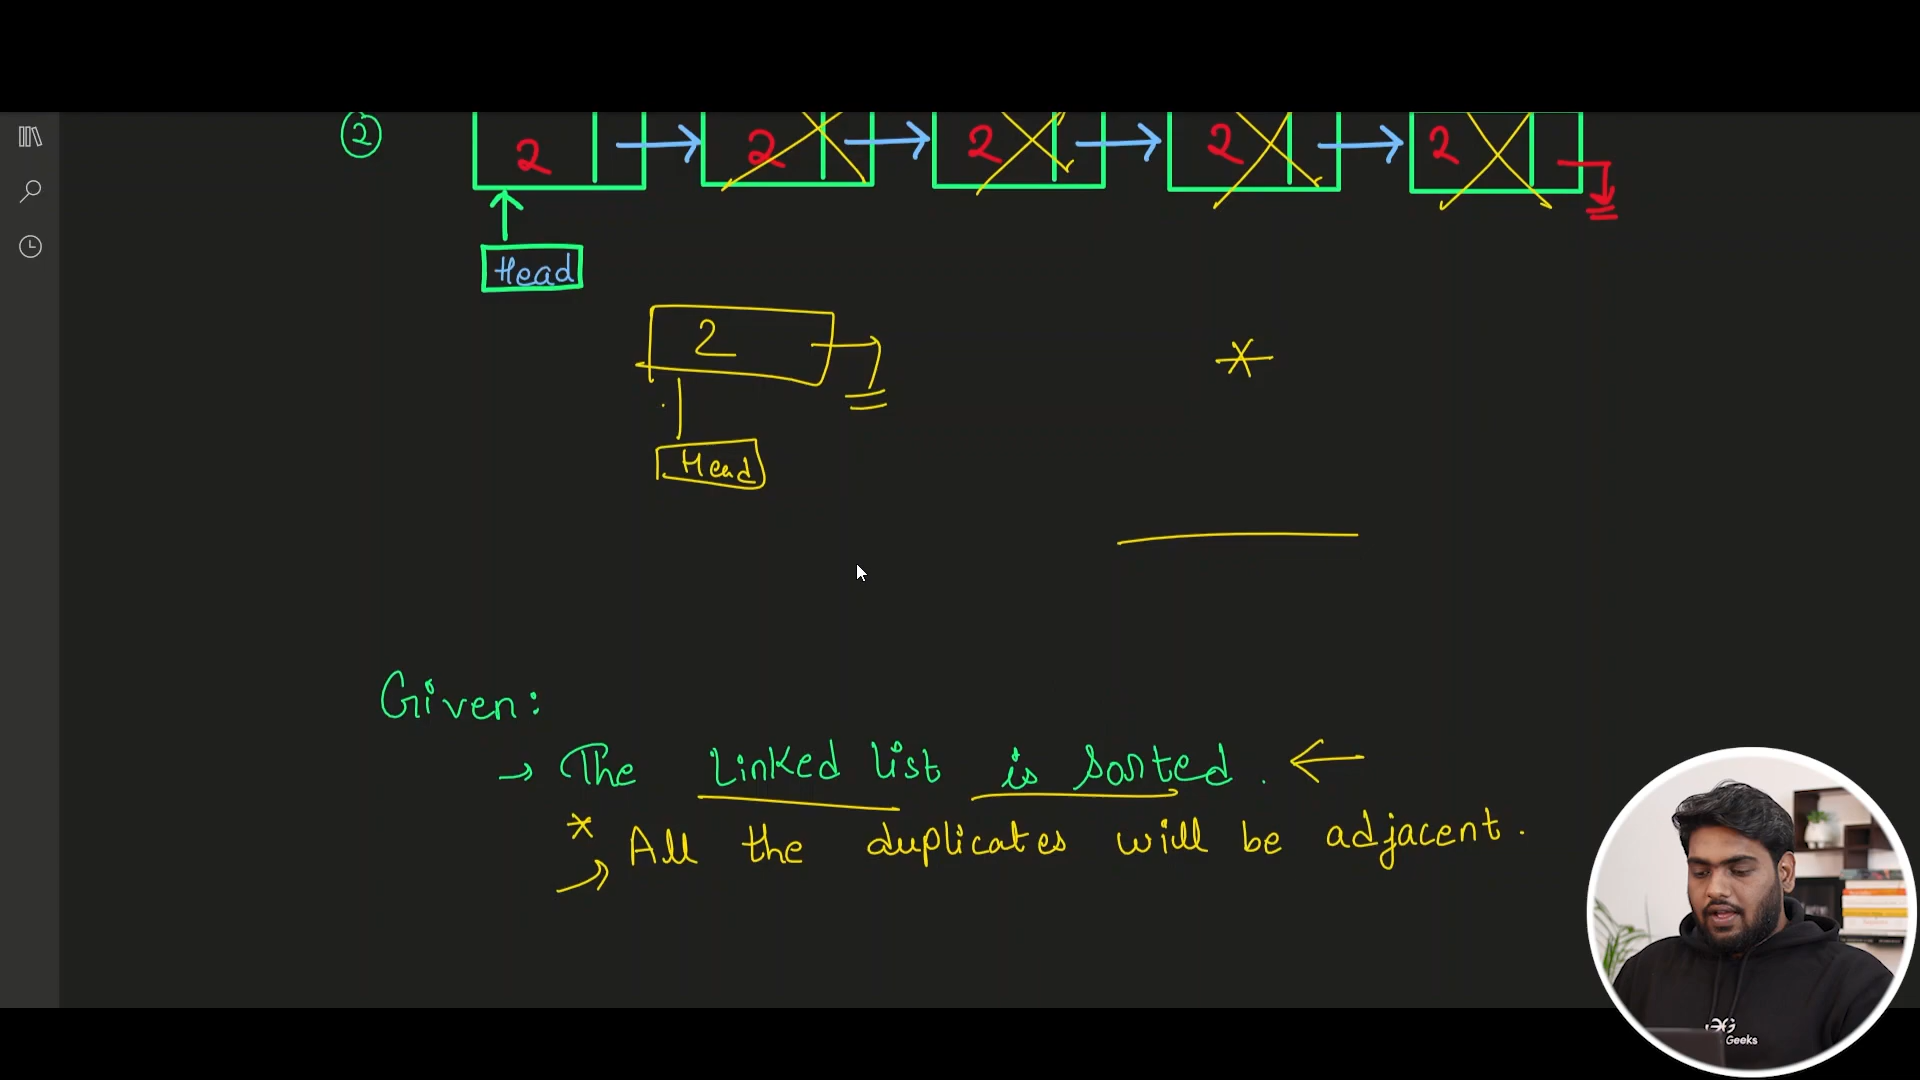 ② 2 2 2 2 2
Head
2
Head
Given:
→ The Linked list is sorted. ←
* → All the duplicates will be adjacent.
Geeks